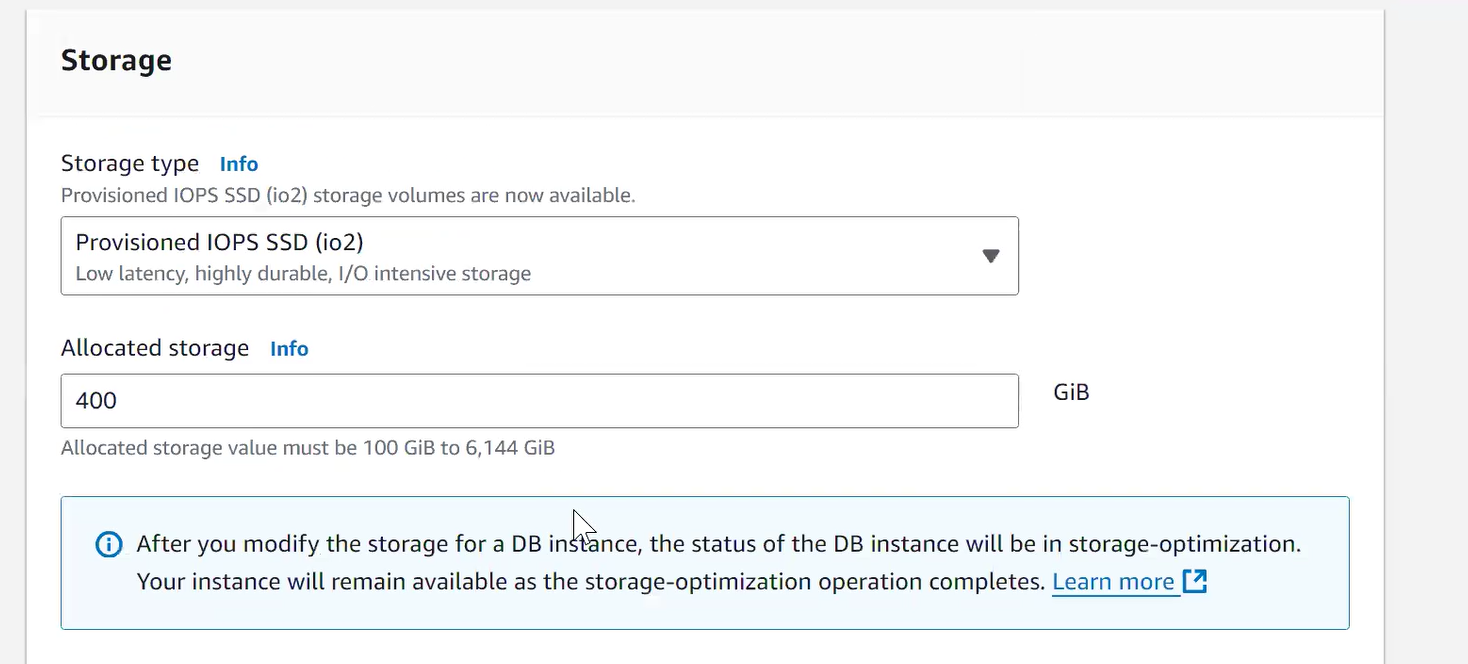 Storage
Storage type Info
Provisioned IOPS SSD (io2) storage volumes are now available.
Provisioned IOPS SSD (io2)
Low latency, highly durable, I/O intensive storage
Allocated storage Info
400
GiB
Allocated storage value must be 100 GiB to 6,144 GiB
After you modify the storage for a DB instance, the status of the DB instance will be in storage-optimization.
Your instance will remain available as the storage-optimization operation completes. Learn more